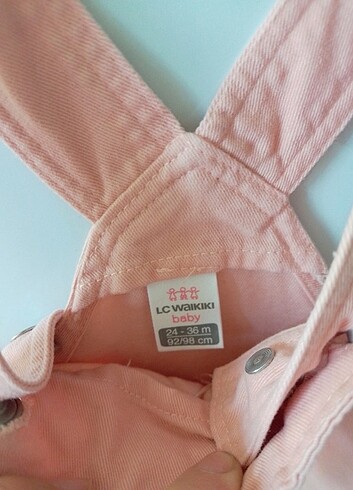 LC WAIKIKI
baby
24 - 36 m
92/98 cm